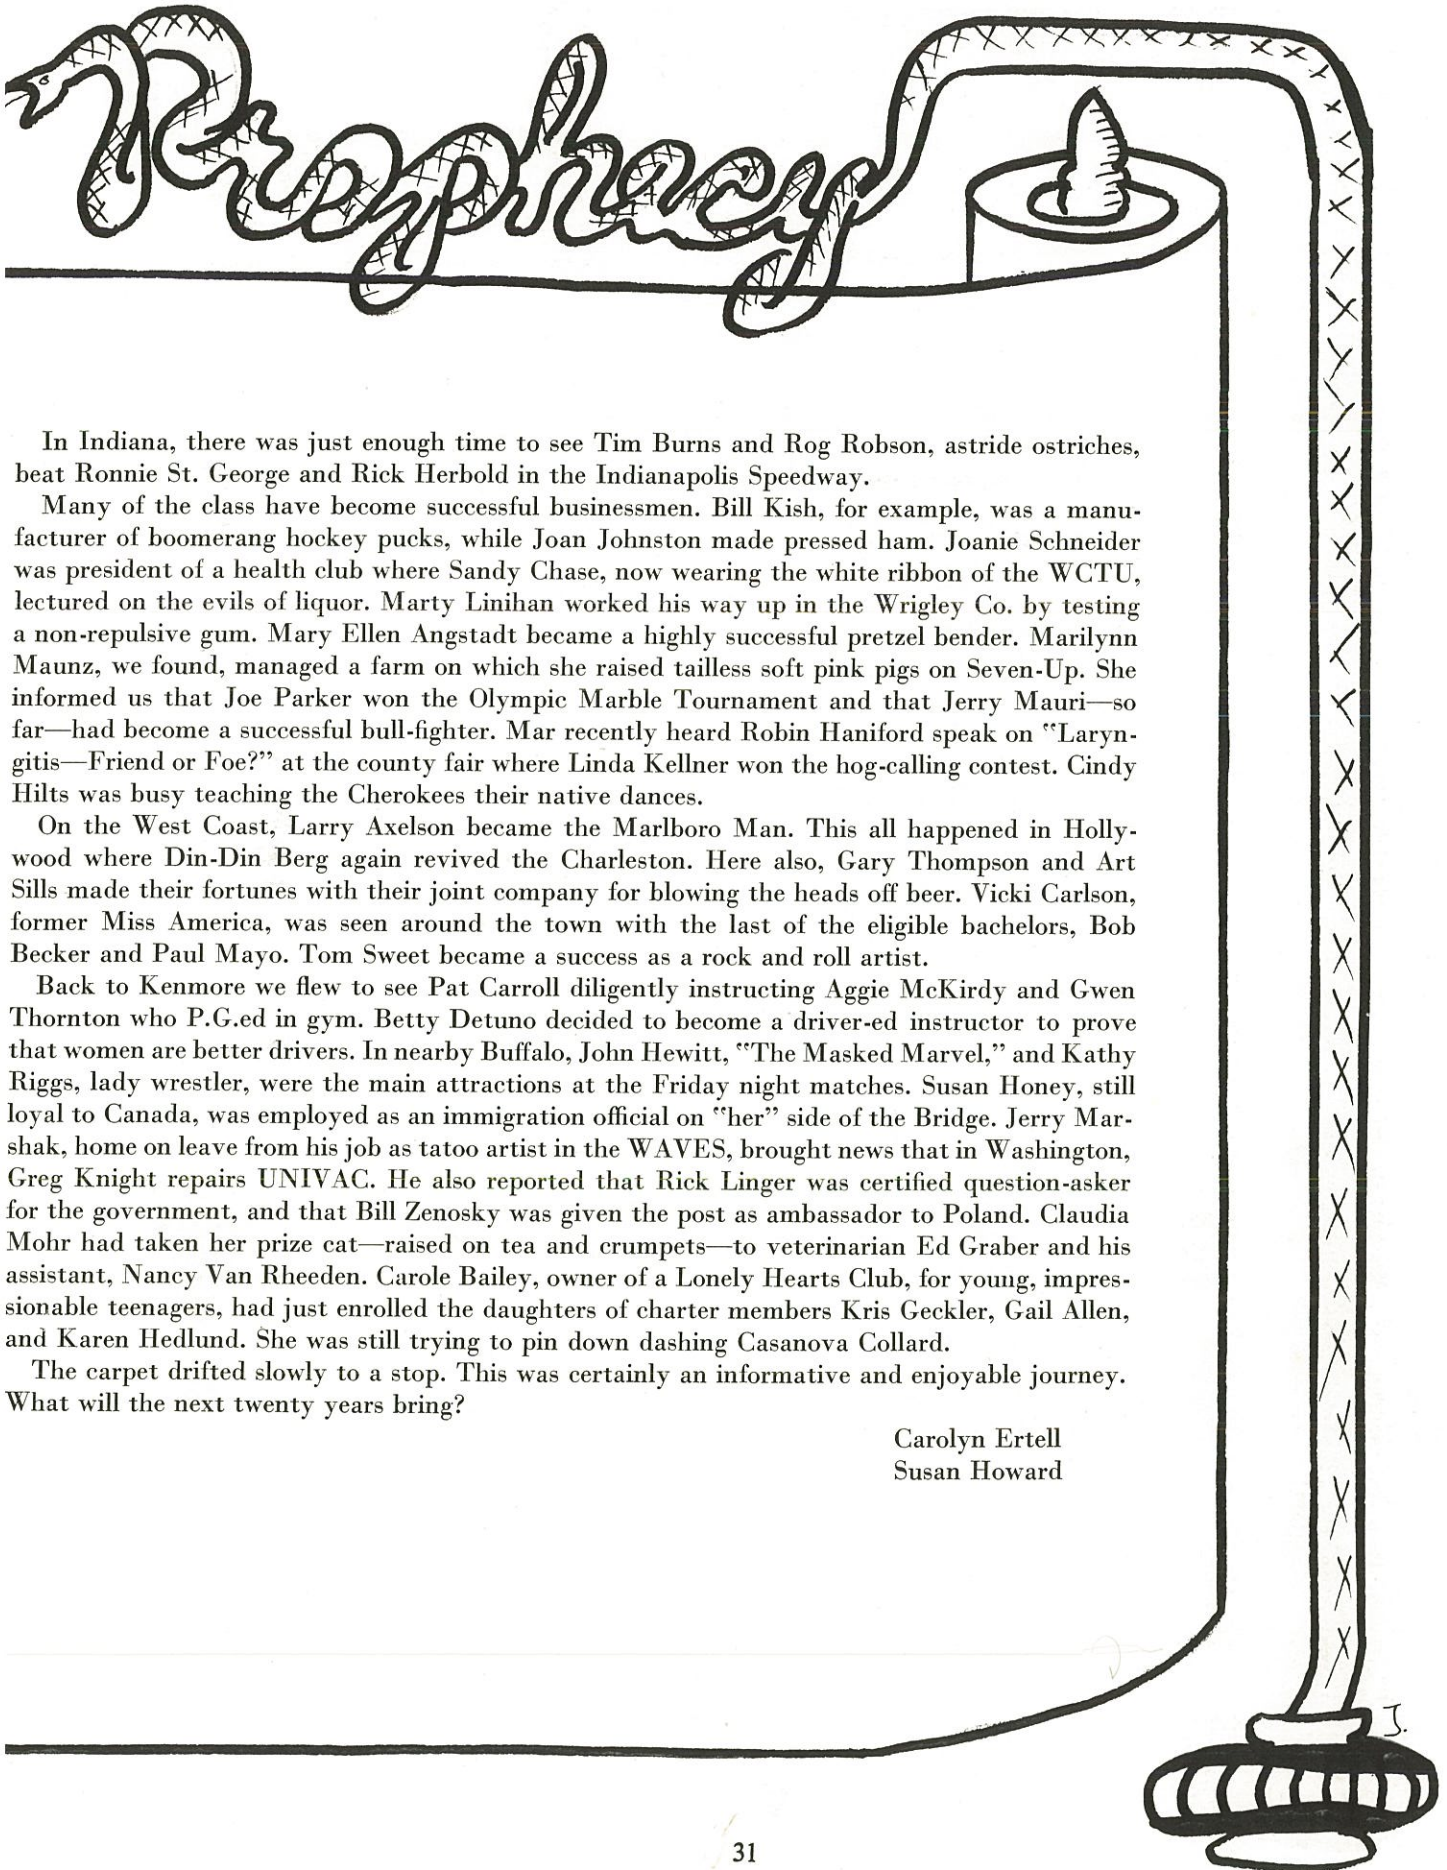 Prophacy
In Indiana, there was just enough time to see Tim Burns and Rog Robson, astride ostriches,
beat Ronnie St. George and Rick Herbold in the Indianapolis Speedway.
Many of the class have become successful businessmen. Bill Kish, for example, was a manu-
facturer of boomerang hockey pucks, while Joan Johnston made pressed ham. Joanie Schneider
was president of a health club where Sandy Chase, now wearing the white ribbon of the WCTU,
lectured on the evils of liquor. Marty Linihan worked his way up in the Wrigley Co. by testing
a non-repulsive gum. Mary Ellen Angstadt became a highly successful pretzel bender. Marilynn
Maunz, we found, managed a farm on which she raised tailless soft pink pigs on Seven-Up. She
informed us that Joe Parker won the Olympic Marble Tournament and that Jerry Mauri—so
far—had become a successful bull-fighter. Mar recently heard Robin Haniford speak on "Laryn-
gitis—Friend or Foe?" at the county fair where Linda Kellner won the hog-calling contest. Cindy
Hilts was busy teaching the Cherokees their native dances.
On the West Coast, Larry Axelson became the Marlboro Man. This all happened in Holly-
wood where Din-Din Berg again revived the Charleston. Here also, Gary Thompson and Art
Sills made their fortunes with their joint company for blowing the heads off beer. Vicki Carlson,
former Miss America, was seen around the town with the last of the eligible bachelors, Bob
Becker and Paul Mayo. Tom Sweet became a success as a rock and roll artist.
Back to Kenmore we flew to see Pat Carroll diligently instructing Aggie McKirdy and Gwen
Thornton who P.G.ed in gym. Betty Detuno decided to become a driver-ed instructor to prove
that women are better drivers. In nearby Buffalo, John Hewitt, "The Masked Marvel," and Kathy
Riggs, lady wrestler, were the main attractions at the Friday night matches. Susan Honey, still
loyal to Canada, was employed as an immigration official on "her" side of the Bridge. Jerry Mar-
shak, home on leave from his job as tatoo artist in the WAVES, brought news that in Washington,
Greg Knight repairs UNIVAC. He also reported that Rick Linger was certified question-asker
for the government, and that Bill Zenosky was given the post as ambassador to Poland. Claudia
Mohr had taken her prize cat—raised on tea and crumpets—to veterinarian Ed Graber and his
assistant, Nancy Van Rheeden. Carole Bailey, owner of a Lonely Hearts Club, for young, impres-
sionable teenagers, had just enrolled the daughters of charter members Kris Geckler, Gail Allen,
and Karen Hedlund. She was still trying to pin down dashing Casanova Collard.
The carpet drifted slowly to a stop. This was certainly an informative and enjoyable journey.
What will the next twenty years bring?
Carolyn Ertell
Susan Howard
J.
31